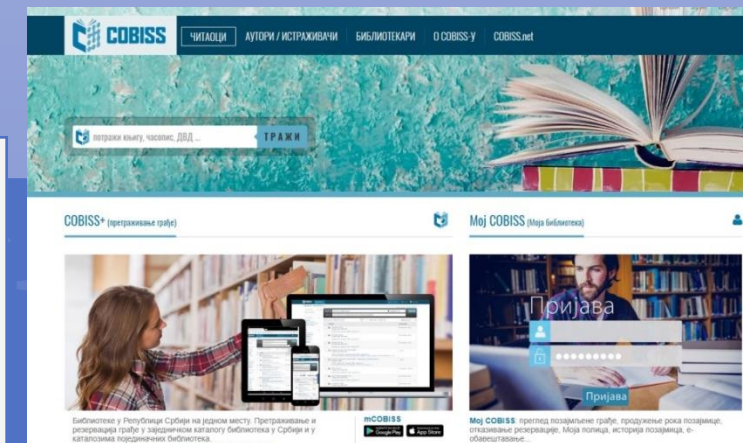 COBISS ЧИТАОЦИ АУТОРИ / ИСТРАЖИВАЧИ БИБЛИОТЕКАРИ О COBISS-У COBISS.net
потражи књигу, часопис, ДВД ... ТРАЖИ
COBISS+ (претраживање грађе)
Мој COBISS (Моја библиотека)
Пријава
Пријава
Библиотеке у Републици Србији на једном месту. Претраживање и
резервација грађе у заједничком каталогу библиотека у Србији и у
каталозима појединачних библиотека.
mCOBISS
Google Play App Store
Мој COBISS: преглед позајмљене грађе, продужење рока позајмице,
отказивање резервације, Моја полица, историја позајмица, е-
обавештавање...